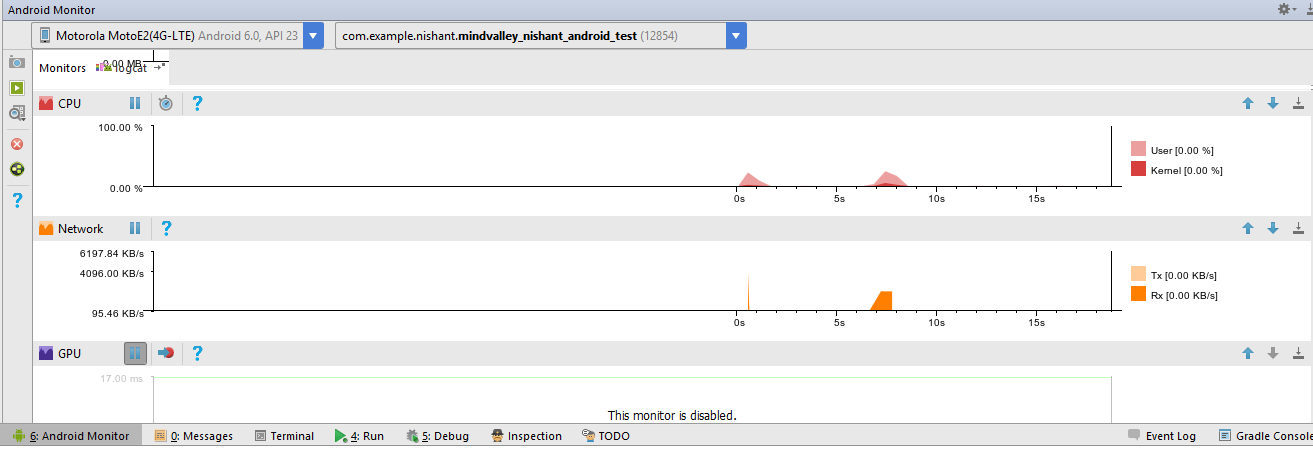 Android Monitor
Motorola MotoE2(4G-LTE) Android 6.0, API 23 com.example.nishant.mindvalley_nishant_android_test (12854)
Monitors logcat 0.00 MB
CPU
100.00 %
0.00 %
0s 5s 10s 15s
User [0.00 %]
Kernel [0.00 %]
Network
6197.84 KB/s
4096.00 KB/s
95.46 KB/s
0s 5s 10s 15s
Tx [0.00 KB/s]
Rx [0.00 KB/s]
GPU
17.00 ms
This monitor is disabled.
6: Android Monitor 0: Messages Terminal 4: Run 5: Debug Inspection TODO Event Log Gradle Console